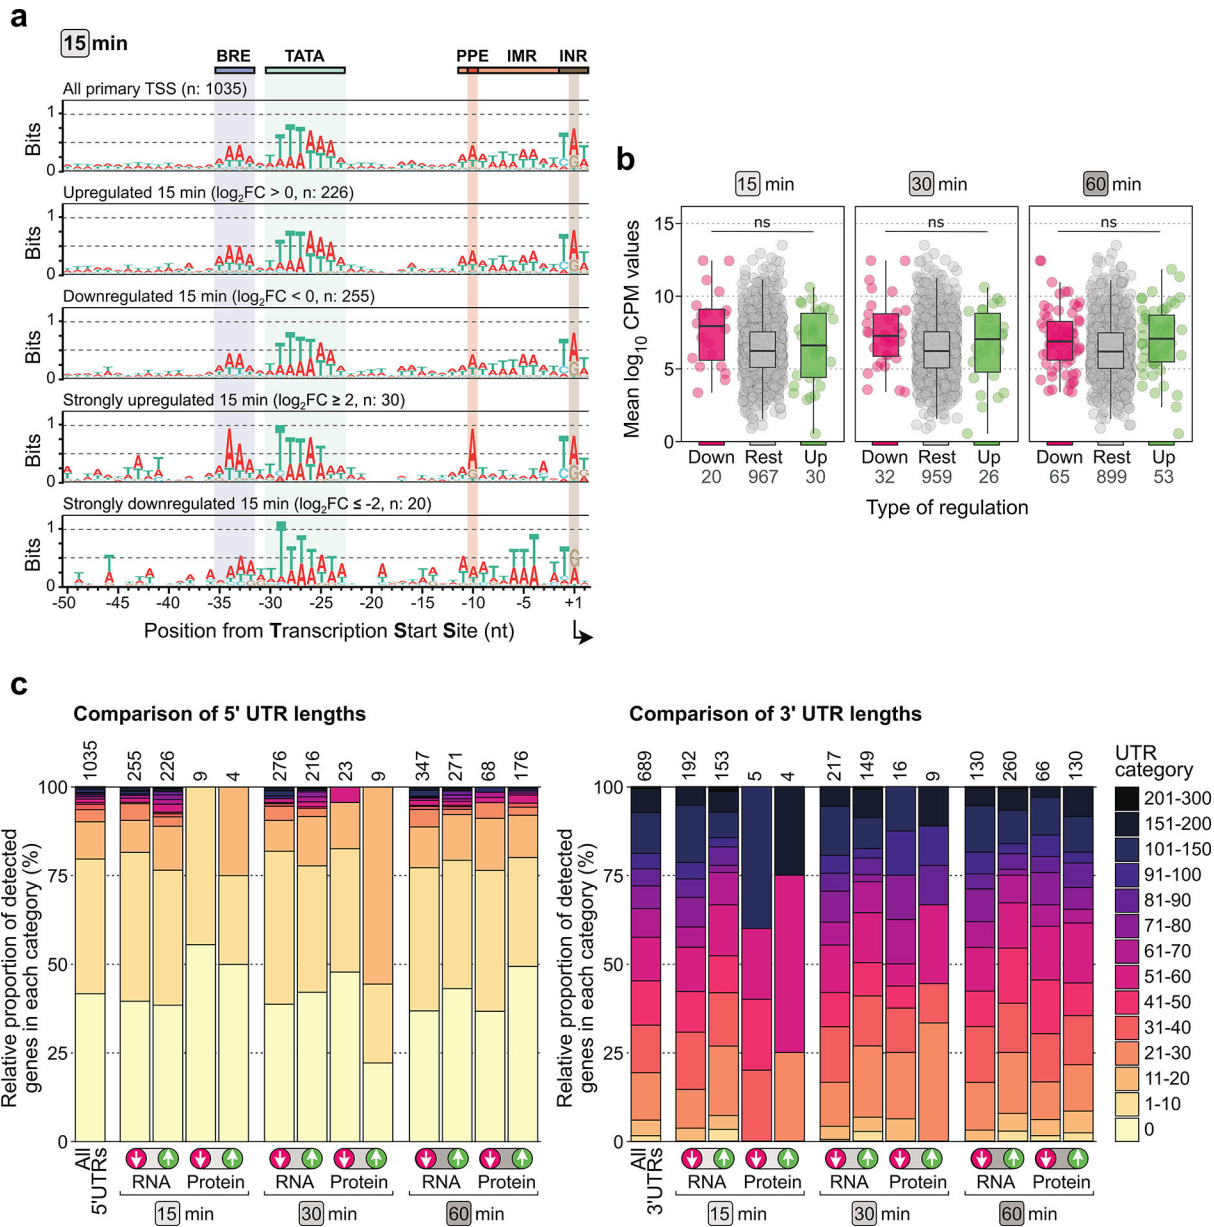 a
15 min
BRE TATA PPE IMR INR
All primary TSS (n: 1035)
Bits
1
0
Upregulated 15 min (log₂FC > 0, n: 226)
Bits
1
0
Downregulated 15 min (log₂FC < 0, n: 255)
Bits
1
0
Strongly upregulated 15 min (log₂FC ≥ 2, n: 30)
Bits
1
0
Strongly downregulated 15 min (log₂FC ≤ -2, n: 20)
Bits
1
0
-50 -45 -40 -35 -30 -25 -20 -15 -10 -5 +1
Position from Transcription Start Site (nt)
b
15 min 30 min 60 min
Mean log₁₀ CPM values
15
10
5
0
ns ns ns
Down Rest Up Down Rest Up Down Rest Up
20 967 30 32 959 26 65 899 53
Type of regulation
c
Comparison of 5' UTR lengths
Relative proportion of detected
genes in each category (%)
1035 255 226 9 4 276 216 23 9 347 271 68 176
100
75
50
25
0
All
5'UTRs
RNA Protein RNA Protein RNA Protein
15 min 30 min 60 min
Comparison of 3' UTR lengths
Relative proportion of detected
genes in each category (%)
689 192 153 5 4 217 149 16 9 130 260 66 130
100
75
50
25
0
All
3'UTRs
RNA Protein RNA Protein RNA Protein
15 min 30 min 60 min
UTR
category
201-300
151-200
101-150
91-100
81-90
71-80
61-70
51-60
41-50
31-40
21-30
11-20
1-10
0